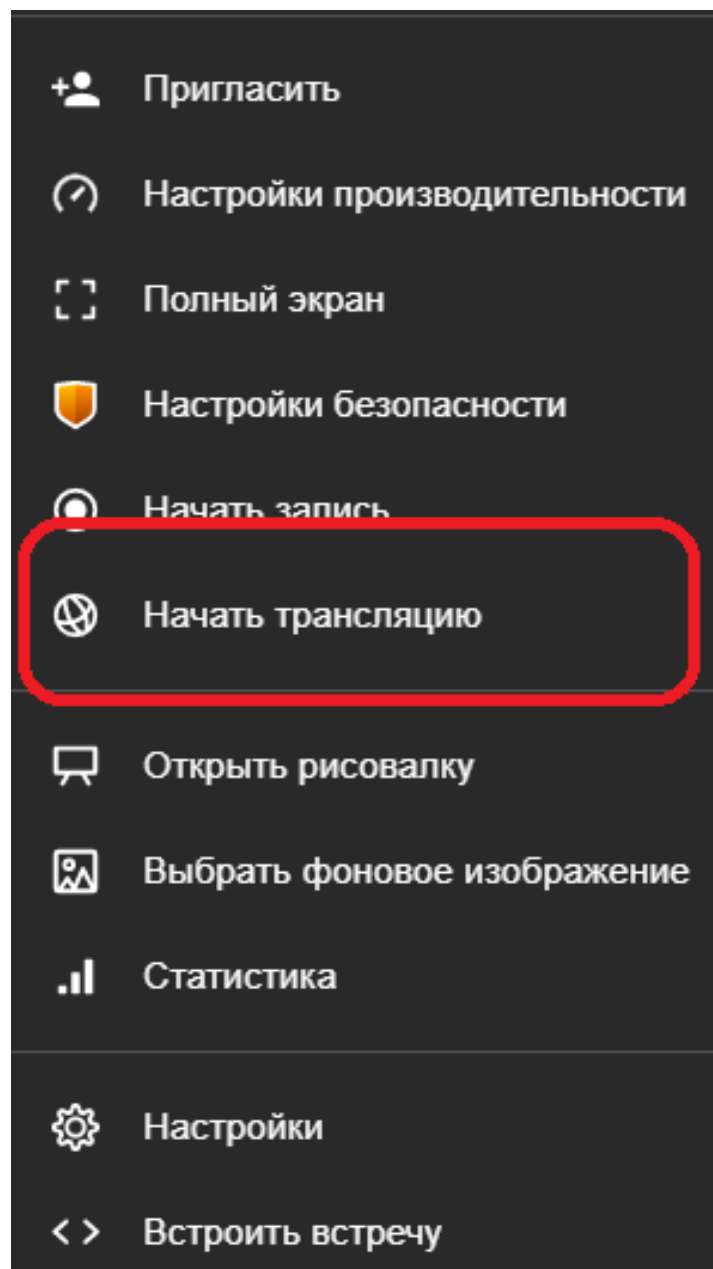 Пригласить
Настройки производительности
Полный экран
Настройки безопасности
Начать запись
Начать трансляцию
Открыть рисовалку
Выбрать фоновое изображение
Статистика
Настройки
Встроить встречу